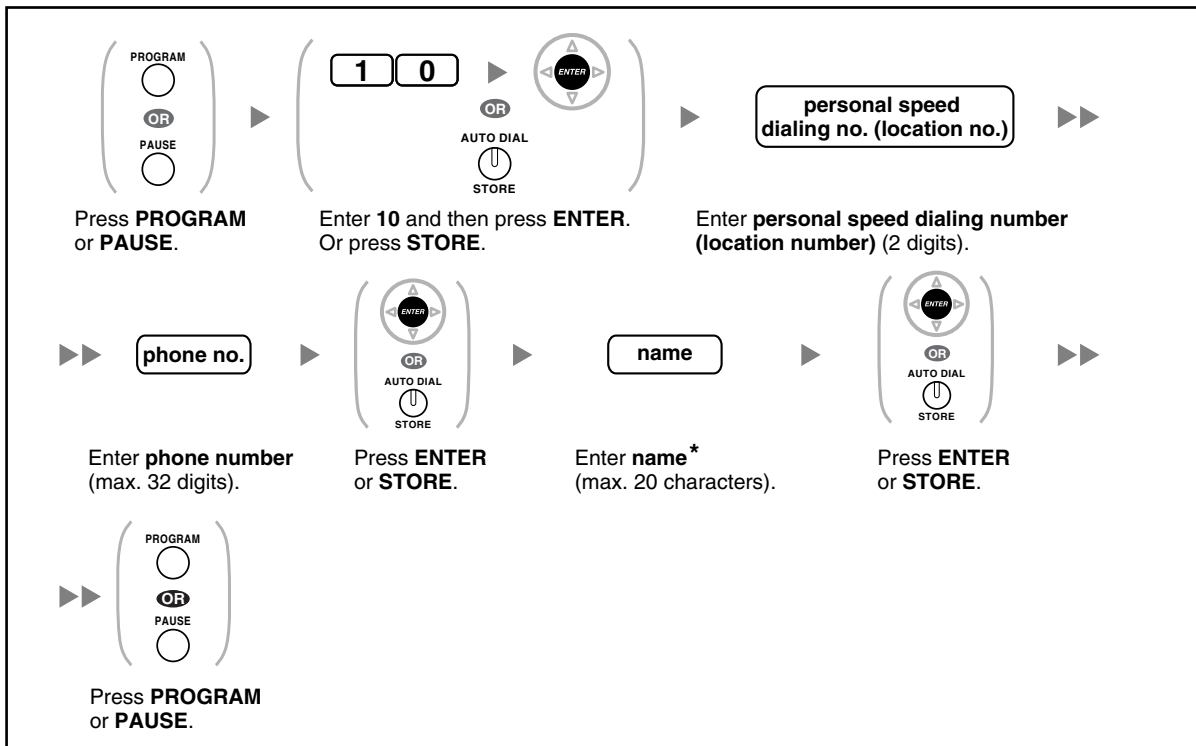 PROGRAM
OR
PAUSE
Press PROGRAM
or PAUSE.
1 0
ENTER
OR
AUTO DIAL
STORE
Enter 10 and then press ENTER.
Or press STORE.
personal speed
dialing no. (location no.)
Enter personal speed dialing number
(location number) (2 digits).
phone no.
Enter phone number
(max. 32 digits).
ENTER
OR
AUTO DIAL
STORE
Press ENTER
or STORE.
name
Enter name*
(max. 20 characters).
ENTER
OR
AUTO DIAL
STORE
Press ENTER
or STORE.
PROGRAM
OR
PAUSE
Press PROGRAM
or PAUSE.